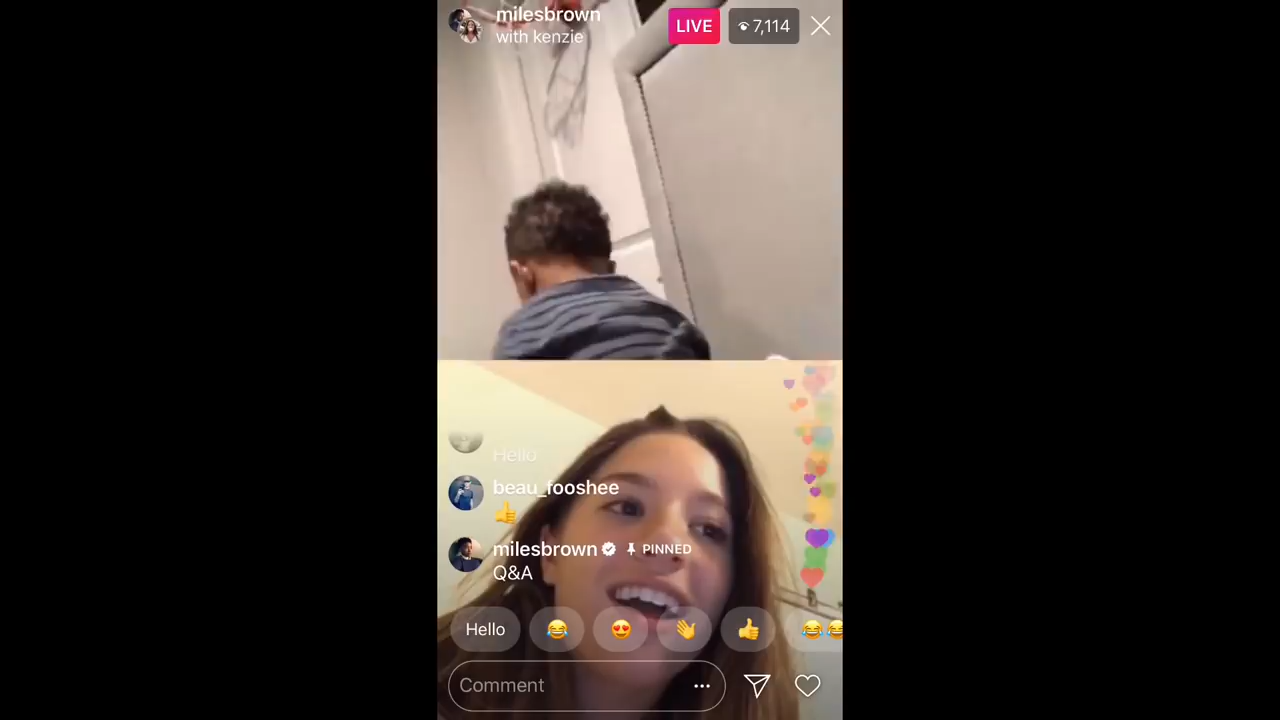 milesbrown
with kenzie
LIVE
7,114
Hello
beau_fooshee
milesbrown PINNED
Q&A
Hello
Comment